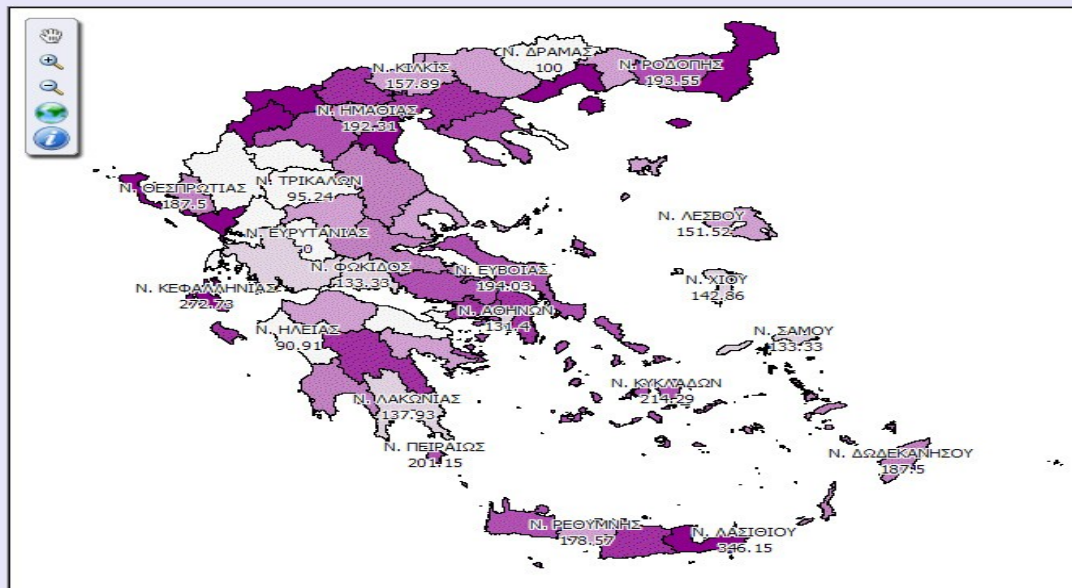 Ν. ΔΡΑΜΑΣ
100
Ν. ΚΙΛΚΙΣ
157.89
Ν. ΡΟΔΟΠΗΣ
193.55
Ν. ΗΜΑΘΙΑΣ
192.31
Ν. ΘΕΣΠΡΩΤΙΑΣ
187.5
Ν. ΤΡΙΚΑΛΩΝ
95.24
Ν. ΛΕΣΒΟΥ
151.52
Ν. ΕΥΡΥΤΑΝΙΑΣ
0
Ν. ΦΩΚΙΔΟΣ
133.33
Ν. ΕΥΒΟΙΑΣ
194.03
Ν. ΧΙΟΥ
142.86
Ν. ΚΕΦΑΛΛΗΝΙΑΣ
272.73
Ν. ΑΘΗΝΩΝ
131.4
Ν. ΗΛΕΙΑΣ
90.91
Ν. ΣΑΜΟΥ
133.33
Ν. ΚΥΚΛΑΔΩΝ
214.29
Ν. ΛΑΚΩΝΙΑΣ
137.93
Ν. ΠΕΙΡΑΙΩΣ
201.15
Ν. ΔΩΔΕΚΑΝΗΣΟΥ
187.5
Ν. ΡΕΘΥΜΝΗΣ
178.57
Ν. ΛΑΣΙΘΙΟΥ
346.15